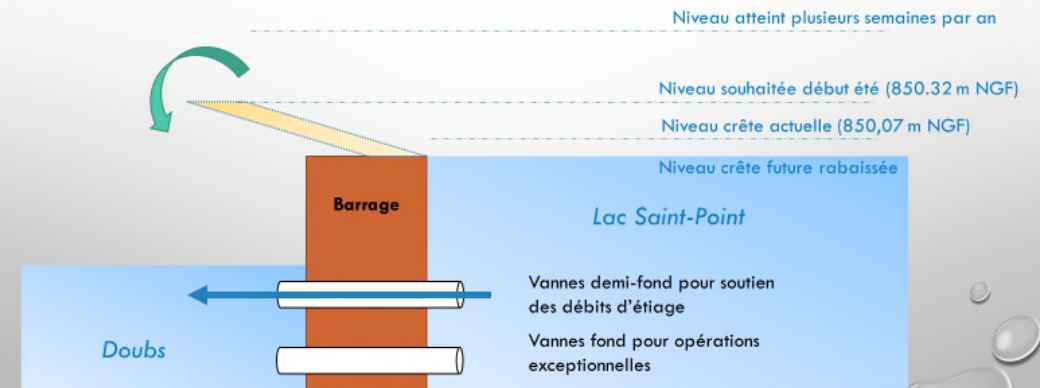 Niveau atteint plusieurs semaines par an
Niveau souhaitée début été (850.32 m NGF)
Niveau crête actuelle (850,07 m NGF)
Niveau crête future rabaissée
Barrage
Lac Saint-Point
Vannes demi-fond pour soutien
des débits d'étiage
Doubs
Vannes fond pour opérations
exceptionnelles